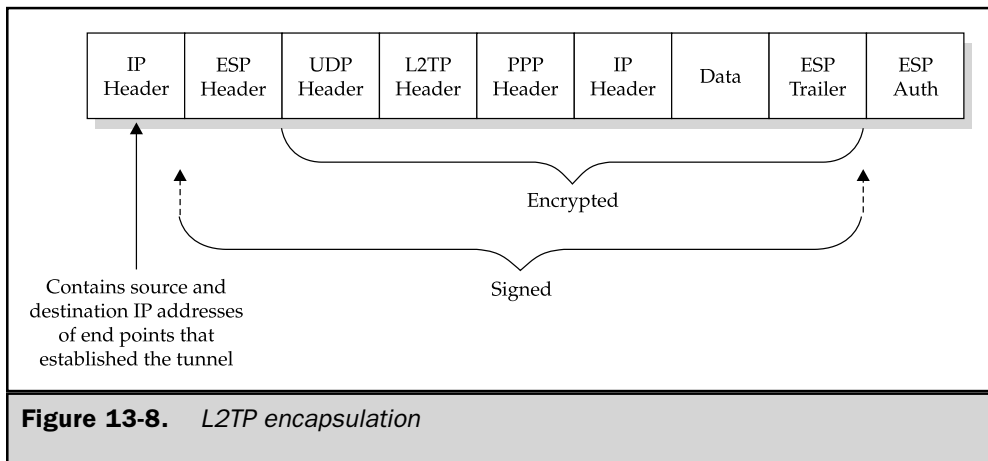 IP Header
ESP Header
UDP Header
L2TP Header
PPP Header
IP Header
Data
ESP Trailer
ESP Auth
Encrypted
Signed
Contains source and
destination IP addresses
of end points that
established the tunnel
Figure 13-8. L2TP encapsulation